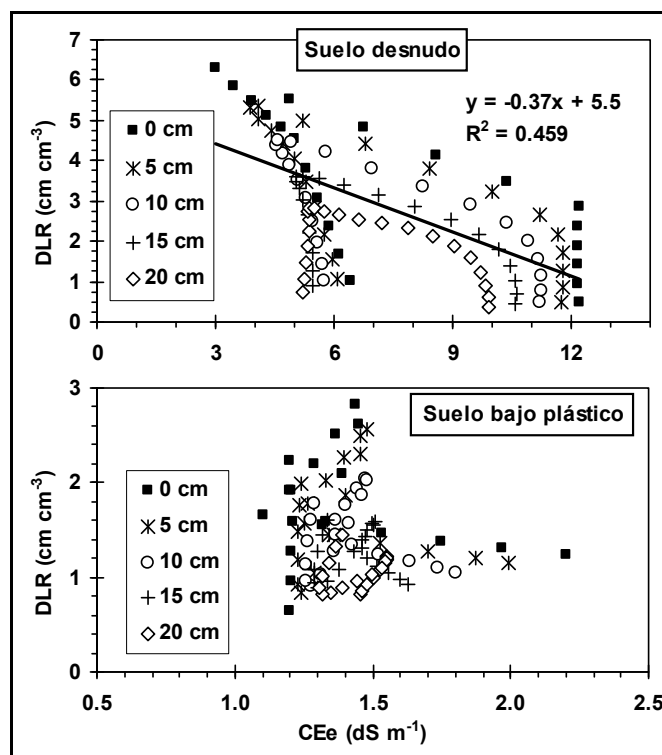 Suelo desnudo
y = -0.37x + 5.5
R² = 0.459
DLR (cm cm⁻³)
7
6
5
4
3
2
1
0
0 cm
5 cm
10 cm
15 cm
20 cm
0 3 6 9 12
Suelo bajo plástico
DLR (cm cm⁻³)
3
2
1
0
0 cm
5 cm
10 cm
15 cm
20 cm
0.5 1.0 1.5 2.0 2.5
CEe (dS m⁻¹)